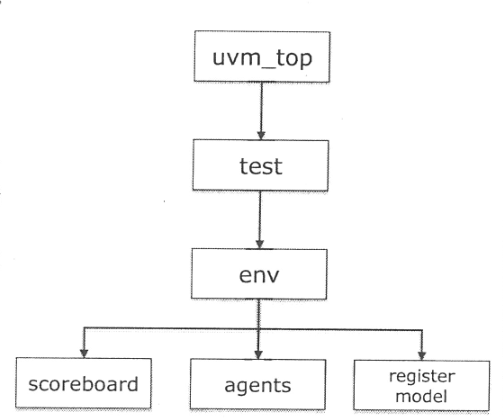 uvm_top
test
env
scoreboard
agents
register
model